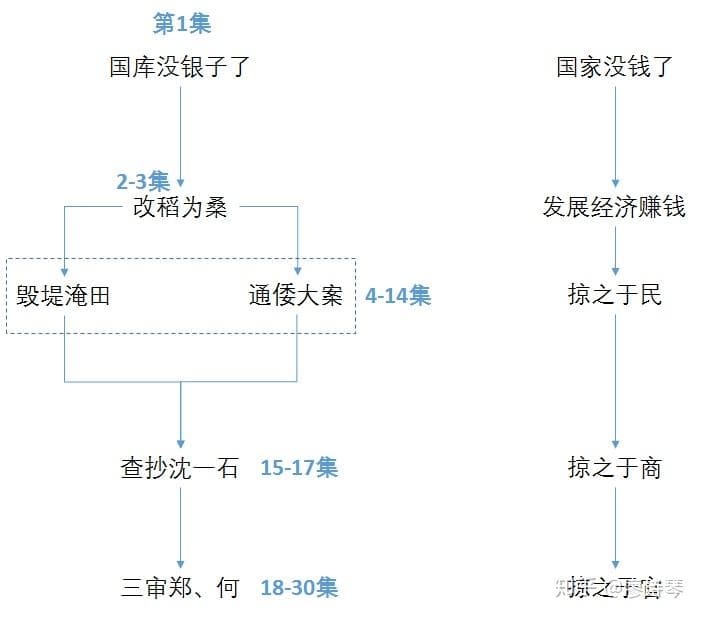 第1集
国库没银子了
国家没钱了
2-3集
改稻为桑
发展经济赚钱
毁堤淹田
通倭大案
4-14集
掠之于民
查抄沈一石
15-17集
掠之于商
三审郑、何
18-30集
掠之于官
知乎